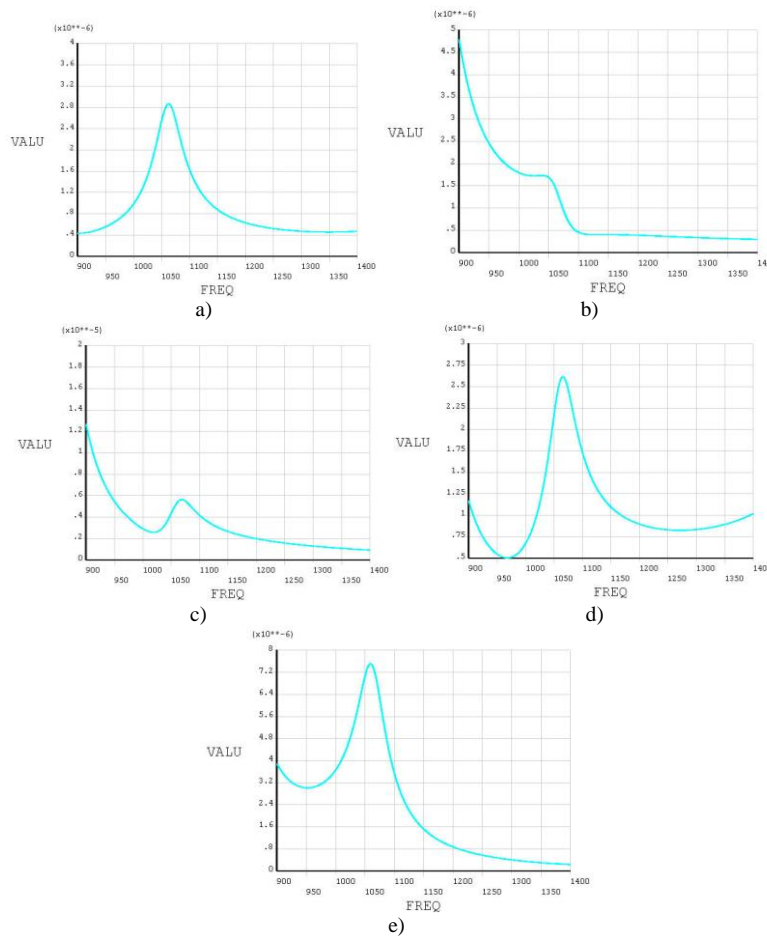 (x10**-6)
4
3.6
3.2
2.8
2.4
VALU
2
1.6
1.2
.8
.4
0
900 1000 1100 1200 1300 1400
950 1050 1150 1250 1350
FREQ
a)
(x10**-6)
5
4.5
4
3.5
3
VALU
2.5
2
1.5
1
.5
0
900 1000 1100 1200 1300 140
950 1050 1150 1250 1350
FREQ
b)
(x10**-5)
2
1.8
1.6
1.4
1.2
VALU
1
.8
.6
.4
.2
0
900 1000 1100 1200 1300 1400
950 1050 1150 1250 1350
FREQ
c)
(x10**-6)
3
2.75
2.5
2.25
2
VALU
1.75
1.5
1.25
1
.75
.5
900 1000 1100 1200 1300 140
950 1050 1150 1250 1350
FREQ
d)
(x10**-6)
8
7.2
6.4
5.6
4.8
VALU
4
3.2
2.4
1.6
.8
0
900 1000 1100 1200 1300 1400
950 1050 1150 1250 1350
FREQ
e)